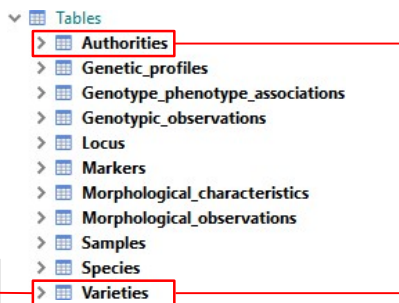 Tables
Authorities
Genetic_profiles
Genotype_phenotype_associations
Genotypic_observations
Locus
Markers
Morphological_characteristics
Morphological_observations
Samples
Species
Varieties